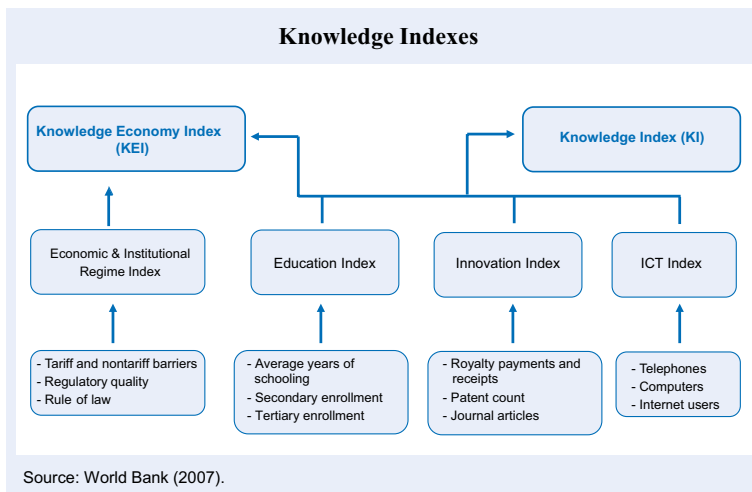 Knowledge Indexes
Knowledge Economy Index
(KEI)
Knowledge Index (KI)
Economic & Institutional
Regime Index
Education Index
Innovation Index
ICT Index
- Tariff and nontariff barriers
- Regulatory quality
- Rule of law
- Average years of
schooling
- Secondary enrollment
- Tertiary enrollment
- Royalty payments and
receipts
- Patent count
- Journal articles
- Telephones
- Computers
- Internet users
Source: World Bank (2007).